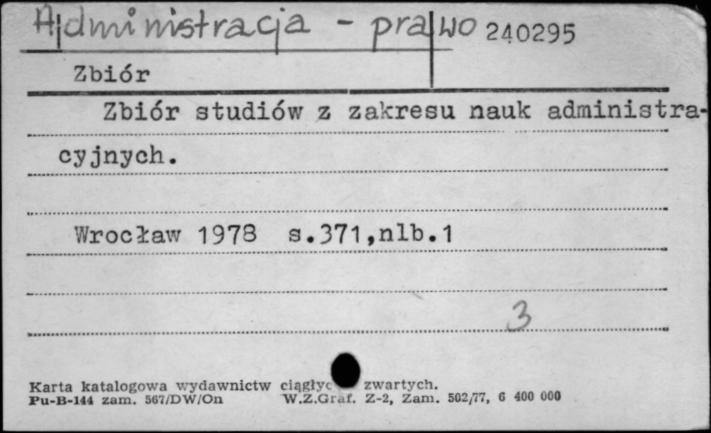 Administracja - prawo 240295
Zbiór
Zbiór studiów z zakresu nauk administra-
cyjnych.
Wrocław 1978 s.371,nlb.1
3
Karta katalogowa wydawnictw ciągłyc zwartych.
Pu-B-144 zam. 567/DW/On W.Z.Graf. Z-2, Zam. 502/77, 6 400 000